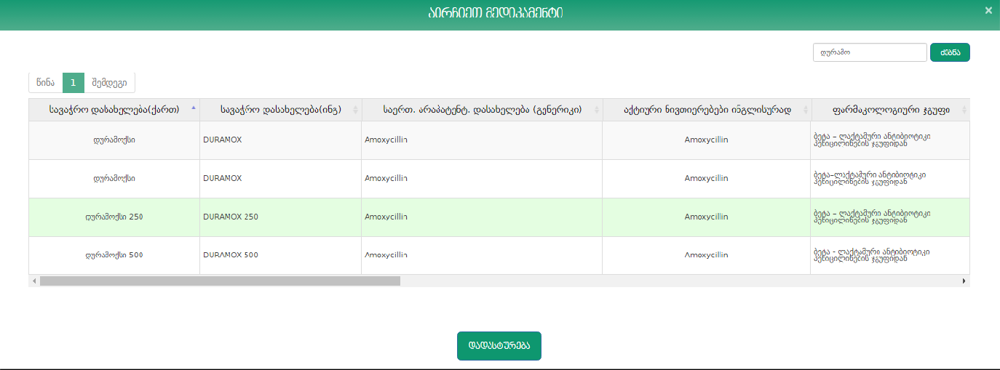 აირჩიეთ მედიკამენტი
×
დურამო
ძებნა
წინა 1 შემდეგი
სავაჭრო დასახელება(ქართ) სავაჭრო დასახელება(ინგ) საერთ. არაპატენტ. დასახელება (გენერიკი) აქტიური ნივთიერებები ინგლისურად ფარმაკოლოგიური ჯგუფი
დურამოქსი DURAMOX Amoxycillin Amoxycillin ბეტა – ლაქტამური ანტიბიოტიკი
პენიცილინების ჯგუფიდან
დურამოქსი DURAMOX Amoxycillin Amoxycillin ბეტა–ლაქტამური ანტიბიოტიკი
პენიცილინების ჯგუფიდან
დურამოქსი 250 DURAMOX 250 Amoxycillin Amoxycillin ბეტა – ლაქტამური ანტიბიოტიკი
პენიცილინების ჯგუფიდან
დურამოქსი 500 DURAMOX 500 Amoxycillin Amoxycillin ბეტა - ლაქტამური ანტიბიოტიკი
პენიცილინების ჯგუფიდან
დადასტურება